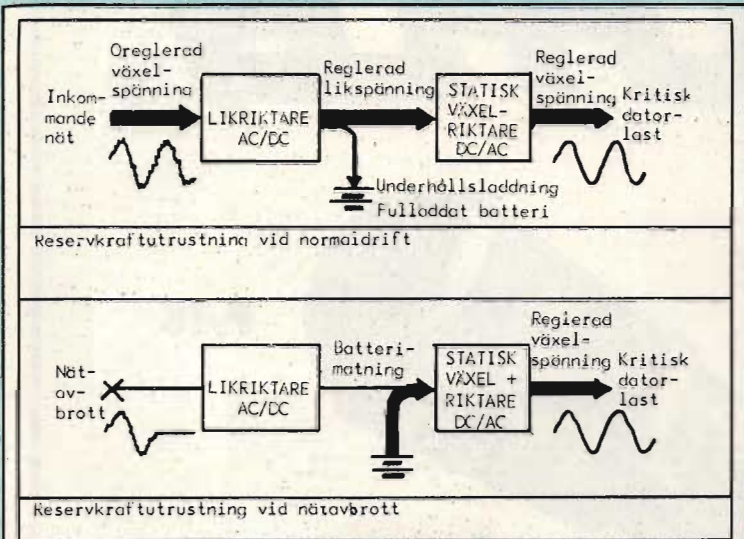 Oreglerad
växel-
spänning
Inkom-
mande
nät
LIKRIKTARE
AC/DC
Reglerad
likspänning
STATISK
VÄXEL-
RIKTARE
DC/AC
Reglerad
växel-
spänning
Kritisk
dator-
last
Underhållsladdning
Fulladdat batteri
Reservkraftutrustning vid normaldrift
Nät-
av-
brott
LIKRIKTARE
AC/DC
Batteri-
matning
STATISK
VÄXEL +
RIKTARE
DC/AC
Reglerad
växel-
spänning
Kritisk
dator-
last
Reservkraftutrustning vid nätavbrott